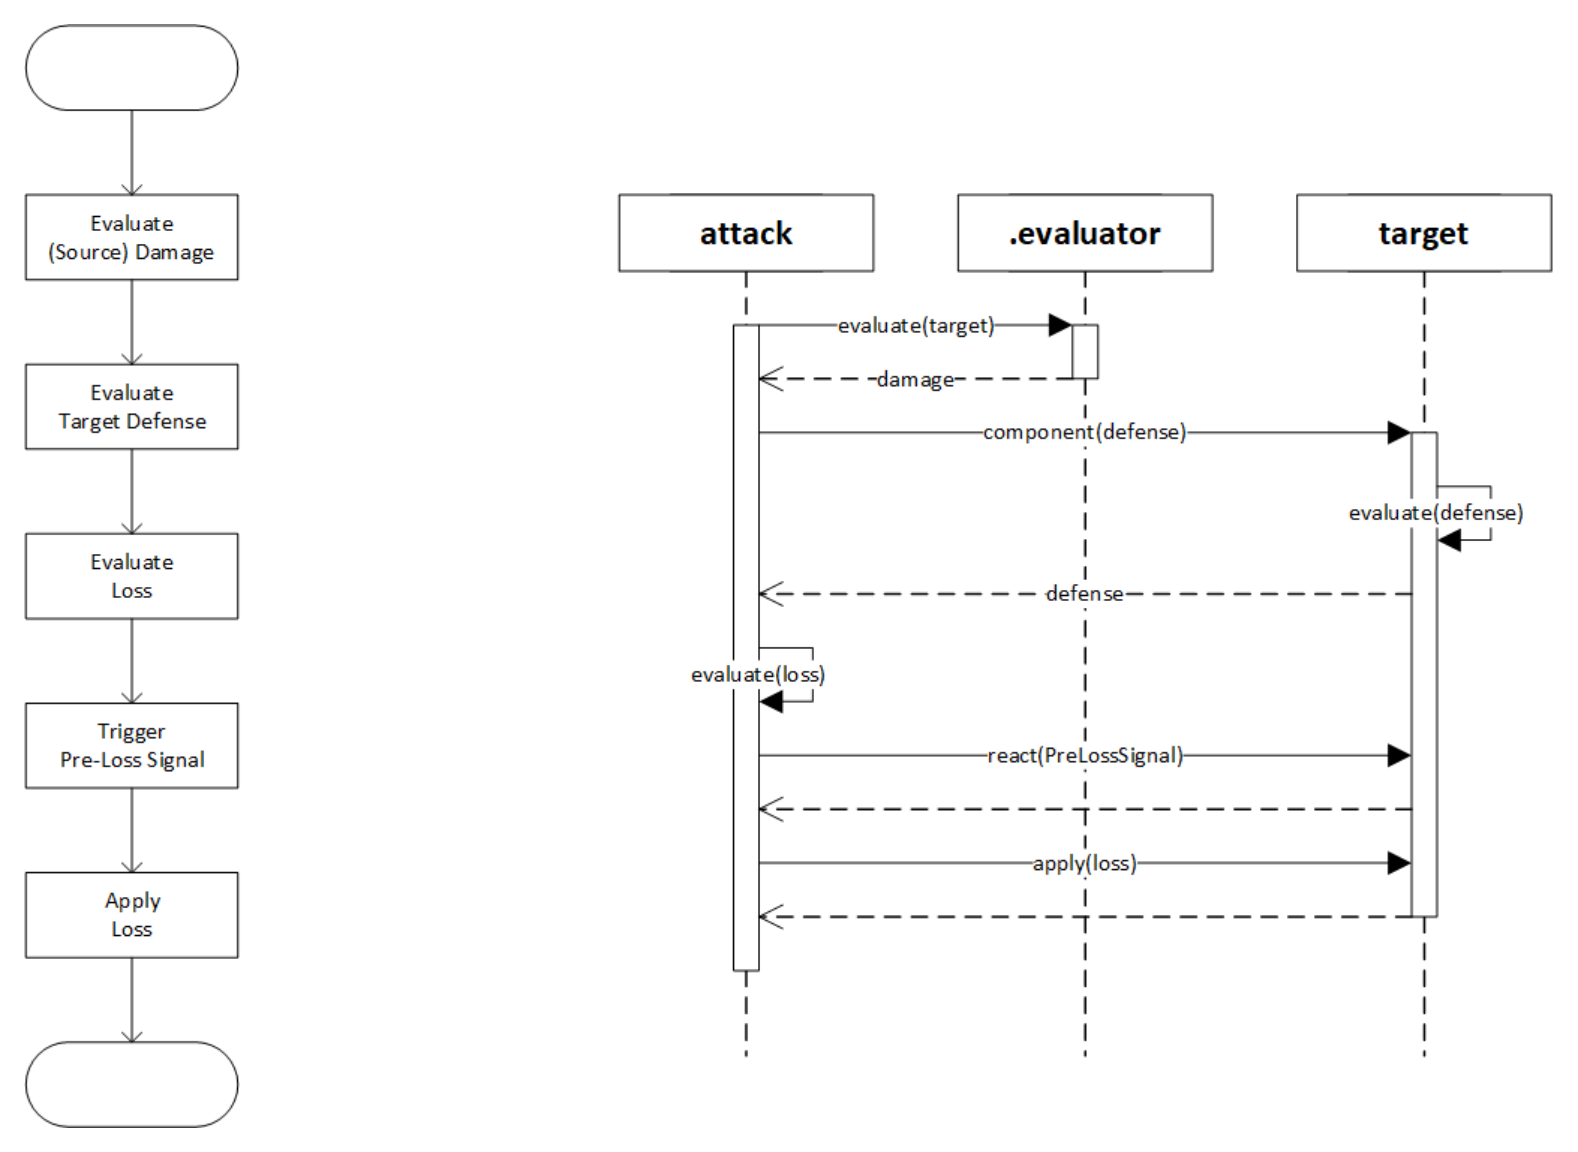 Evaluate
(Source) Damage
Evaluate
Target Defense
Evaluate
Loss
Trigger
Pre-Loss Signal
Apply
Loss
attack
.evaluator
target
evaluate(target)
damage
component(defense)
evaluate(defense)
defense
evaluate(loss)
react(PreLossSignal)
apply(loss)